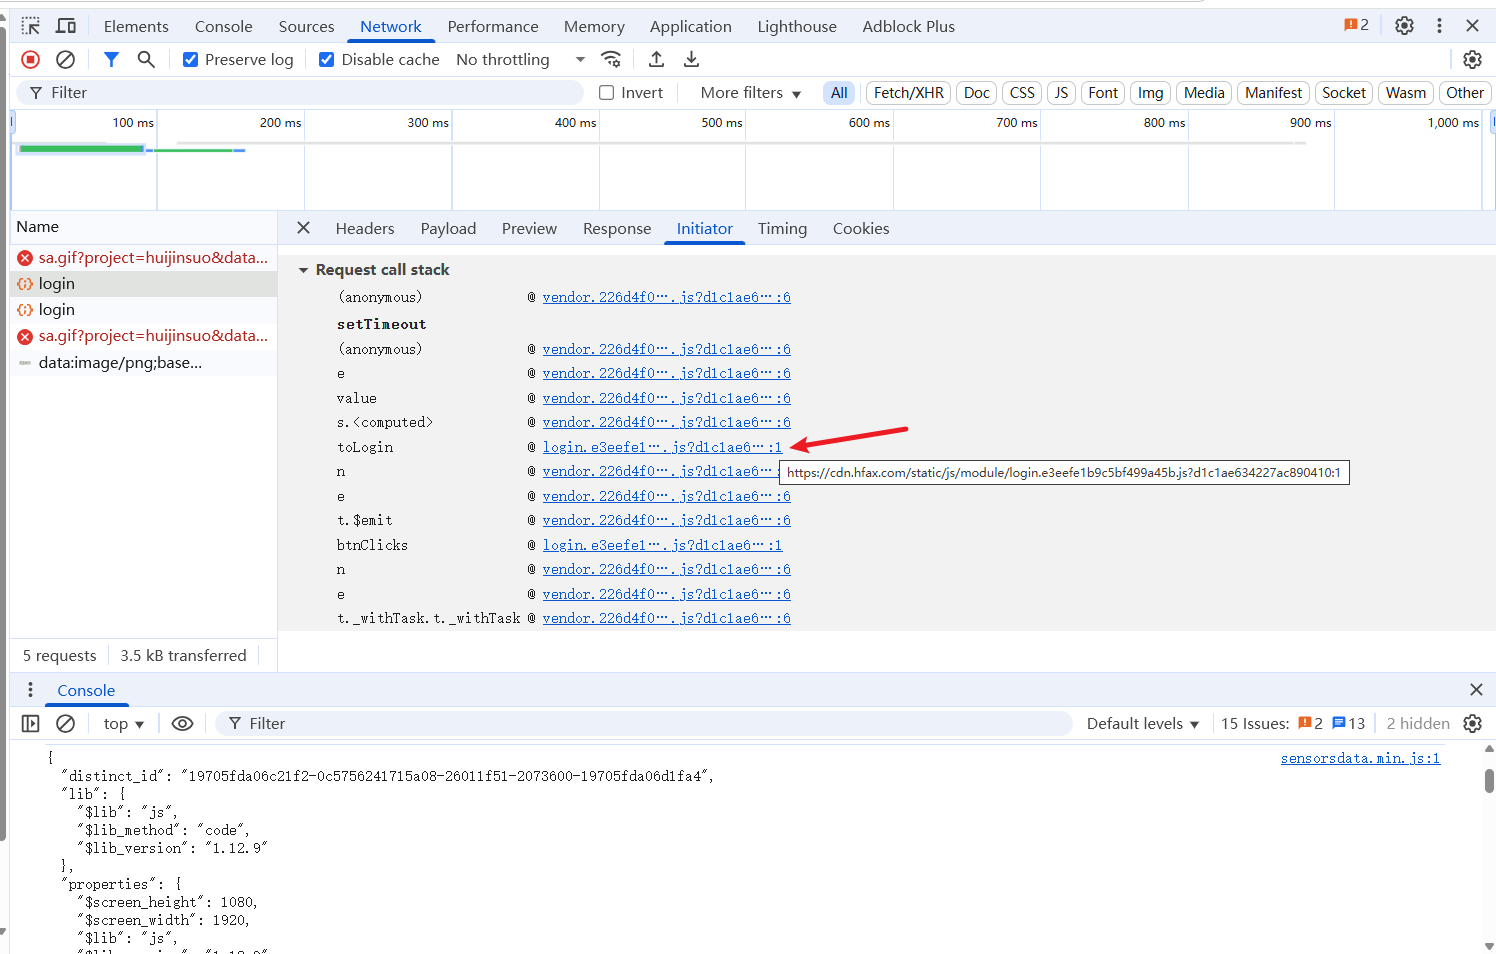 Elements Console Sources Network Performance Memory Application Lighthouse Adblock Plus 2
Preserve log Disable cache No throttling
Filter Invert More filters All Fetch/XHR Doc CSS JS Font Img Media Manifest Socket Wasm Other
100 ms 200 ms 300 ms 400 ms 500 ms 600 ms 700 ms 800 ms 900 ms 1,000 ms
Name
Headers Payload Preview Response Initiator Timing Cookies
sa.gif?project=huijinsuo&data...
login
login
sa.gif?project=huijinsuo&data...
data:image/png;base...
Request call stack
(anonymous) @ vendor.226d4f0….js?d1c1ae6…:6
setTimeout
(anonymous) @ vendor.226d4f0….js?d1c1ae6…:6
e @ vendor.226d4f0….js?d1c1ae6…:6
value @ vendor.226d4f0….js?d1c1ae6…:6
s.<computed> @ vendor.226d4f0….js?d1c1ae6…:6
toLogin @ login.e3eefe1….js?d1c1ae6…:1
n @ vendor.226d4f0….js?d1c1ae6…:
https://cdn.hfax.com/static/js/module/login.e3eefe1b9c5bf499a45b.js?d1c1ae634227ac890410:1
e @ vendor.226d4f0….js?d1c1ae6…:6
t.$emit @ vendor.226d4f0….js?d1c1ae6…:6
btnClicks @ login.e3eefe1….js?d1c1ae6…:1
n @ vendor.226d4f0….js?d1c1ae6…:6
e @ vendor.226d4f0….js?d1c1ae6…:6
t._withTask.t._withTask @ vendor.226d4f0….js?d1c1ae6…:6
5 requests 3.5 kB transferred
Console
top Filter Default levels 15 Issues: 2 13 2 hidden
{ sensorsdata.min.js:1
"distinct_id": "19705fda06c21f2-0c5756241715a08-26011f51-2073600-19705fda06d1fa4",
"lib": {
"$lib": "js",
"$lib_method": "code",
"$lib_version": "1.12.9"
},
"properties": {
"$screen_height": 1080,
"$screen_width": 1920,
"$lib": "js",